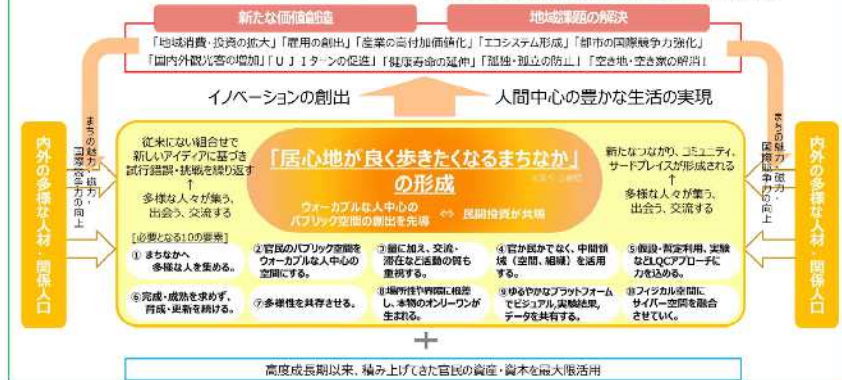 新たな価値創造
地域課題の解決
「地域消費・投資の拡大」「雇用の創出」「産業の高付加価値化」「エコシステム形成」「都市の国際競争力強化」
「国内外観光客の増加」「UJIターンの促進」「健康寿命の延伸」「孤独・孤立の防止」「空き地・空き家の解消」
イノベーションの創出
人間中心の豊かな生活の実現
まちの魅力・磁力・
国際競争力の向上
内外の多様な人材・関係人口
従来にない組合せで
新しいアイディアに基づき
試行錯誤・挑戦を繰り返す
↑
多様な人々が集う、
出会う、交流する
「居心地が良く歩きたくなるまちなか」
の形成
ウォーカブルな人中心の
パブリック空間の創出を先導
⇔ 民間投資が共鳴
新たなつながり、コミュニティ、
サードプレイスが形成される
↑
多様な人々が集う、
出会う、交流する
まちの魅力・磁力・
国際競争力の向上
内外の多様な人材・関係人口
[必要となる10の要素]
① まちなかへ
多様な人を集める。
②官民のパブリック空間を
ウォーカブルな人中心の
空間にする。
③量に加え、交流・
滞在など活動の質も
重視する。
④官か民かでなく、中間領
域（空間、組織）を活用
する。
⑤仮設・暫定利用、実験
などLQCアプローチに
力を込める。
⑥完成・成熟を求めず、
育成・更新を続ける。
⑦多様性を共存させる。
⑧場所性や界隈に根差
し、本物のオンリーワンが
生まれる。
⑨ゆるやかなプラットフォーム
でビジュアル、実験結果、
データを共有する。
⑩フィジカル空間に
サイバー空間を融合
させていく。
＋
高度成長期以来、積み上げてきた官民の資産・資本を最大限活用